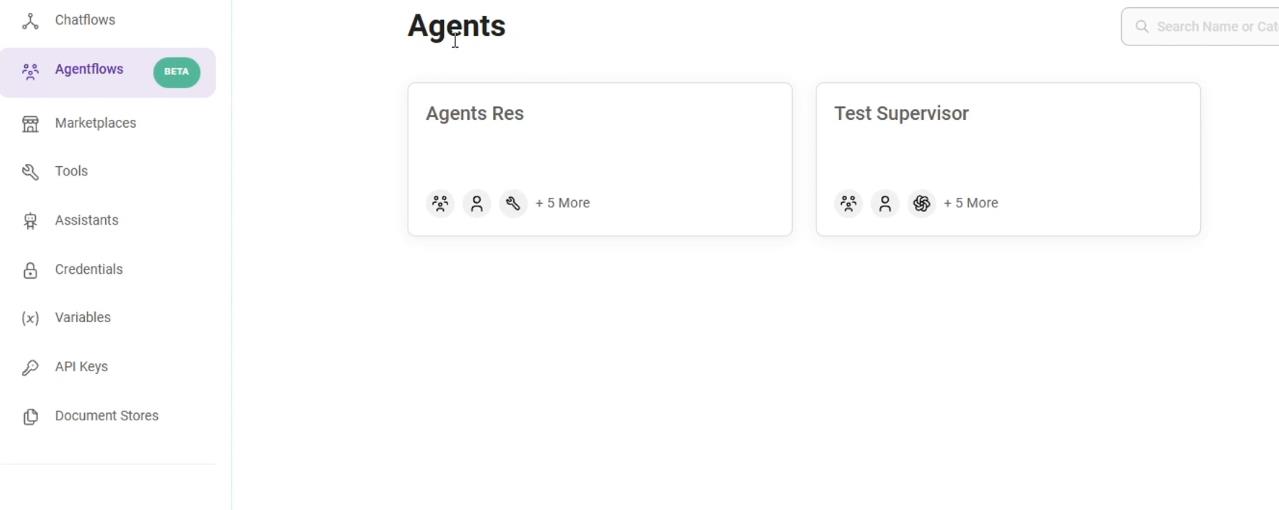 Chatflows
Agentflows BETA
Marketplaces
Tools
Assistants
Credentials
(x) Variables
API Keys
Document Stores
Agents
Search Name or Cat
Agents Res
+ 5 More
Test Supervisor
+ 5 More